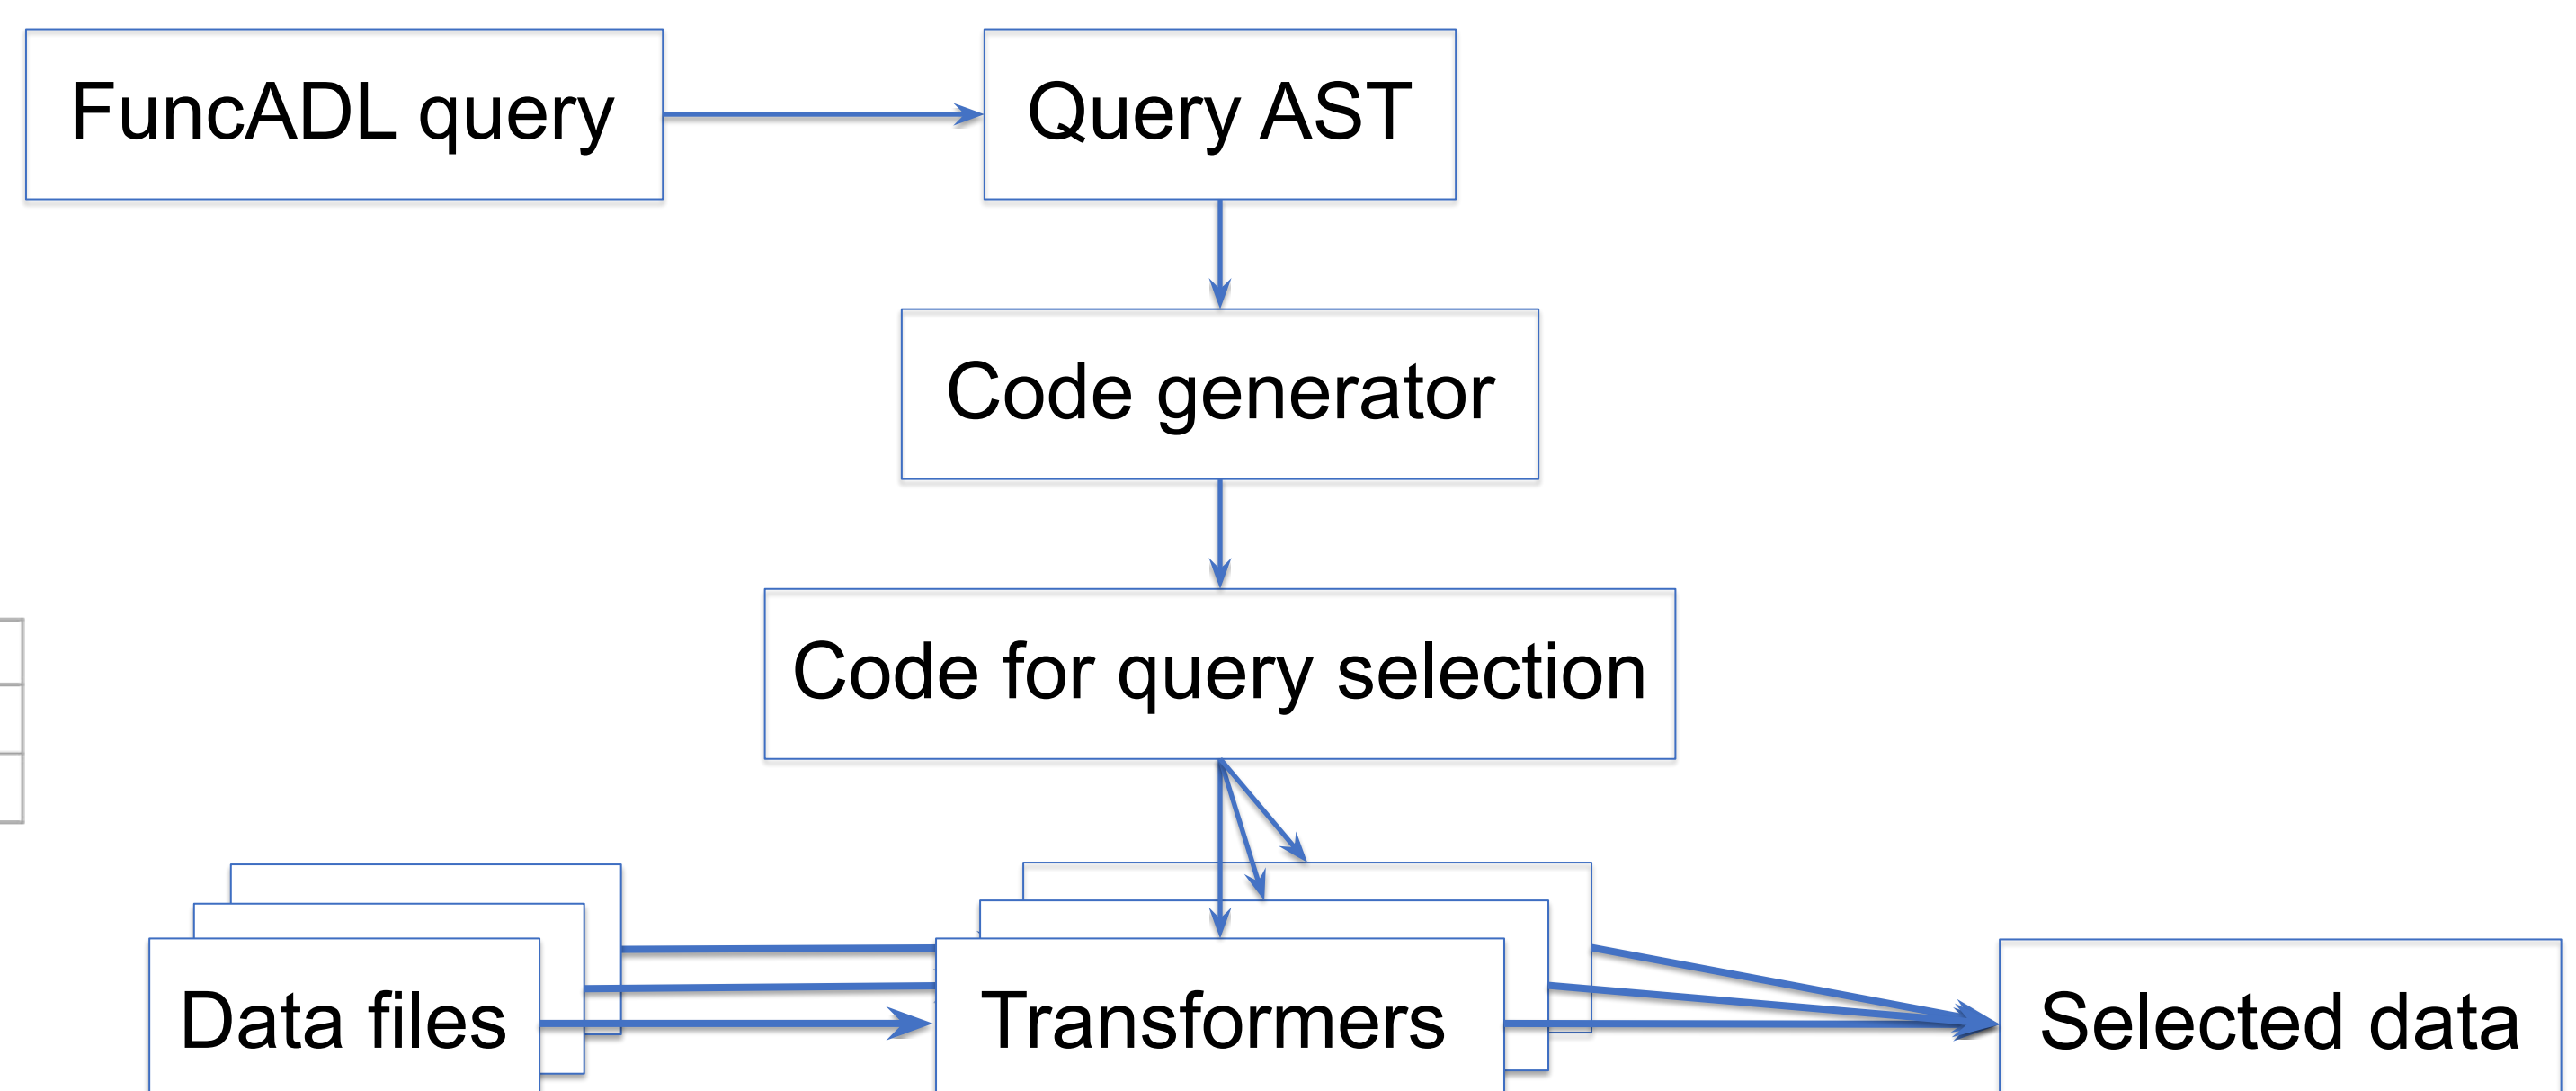 FuncADL query
Query AST
Code generator
Code for query selection
Data files
Transformers
Selected data